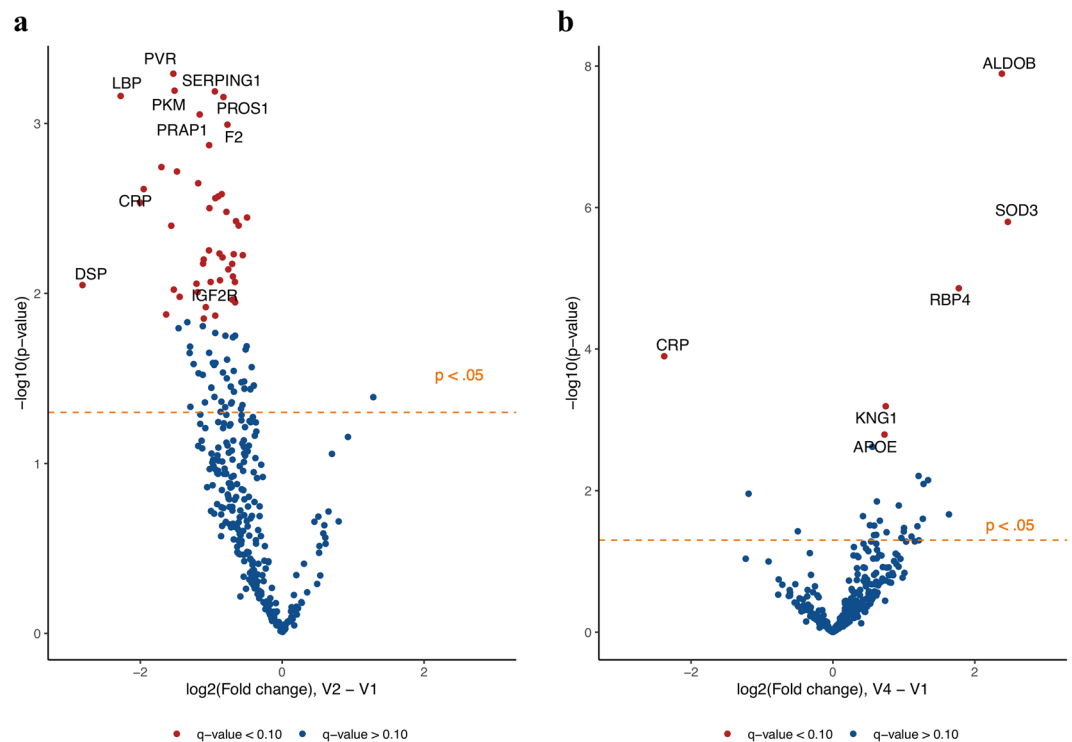 a
b
PVR
LBP
SERPING1
PKM
PROS1
PRAP1
F2
CRP
DSP
IGF2R
p < .05
3
2
1
0
−log10(p−value)
−2
0
2
log2(Fold change), V2 − V1
q−value < 0.10
q−value > 0.10
ALDOB
SOD3
RBP4
CRP
KNG1
APOE
p < .05
8
6
4
2
0
−log10(p−value)
−2
0
2
log2(Fold change), V4 − V1
q−value < 0.10
q−value > 0.10